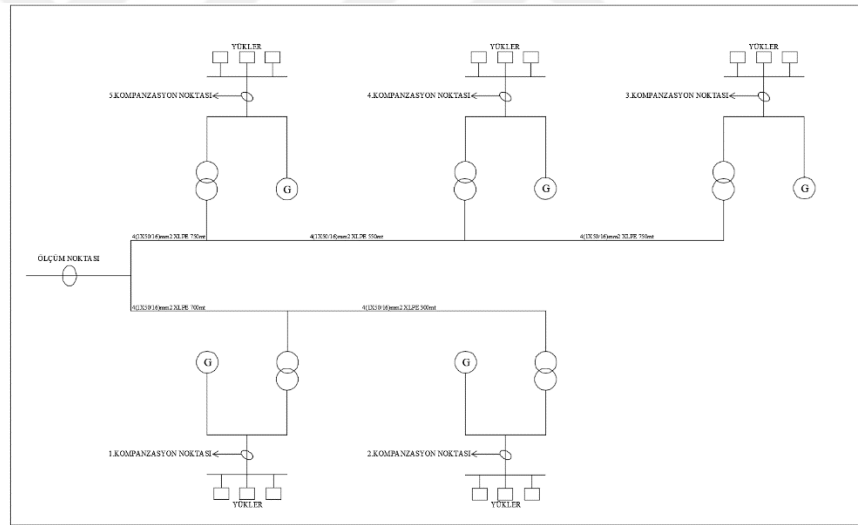 YÜKLER
YÜKLER
YÜKLER
5.KOMPANZASYON NOKTASI
4.KOMPANZASYON NOKTASI
3.KOMPANZASYON NOKTASI
G
G
G
4(1X50/16)mm2 XLPE 750mt
4(1X50/16)mm2 XLPE 550mt
4(1X50/16)mm2 XLPE 750mt
ÖLÇÜM NOKTASI
4(1X50/16)mm2 XLPE 700mt
4(1X50/16)mm2 XLPE 500mt
G
G
1.KOMPANZASYON NOKTASI
2.KOMPANZASYON NOKTASI
YÜKLER
YÜKLER